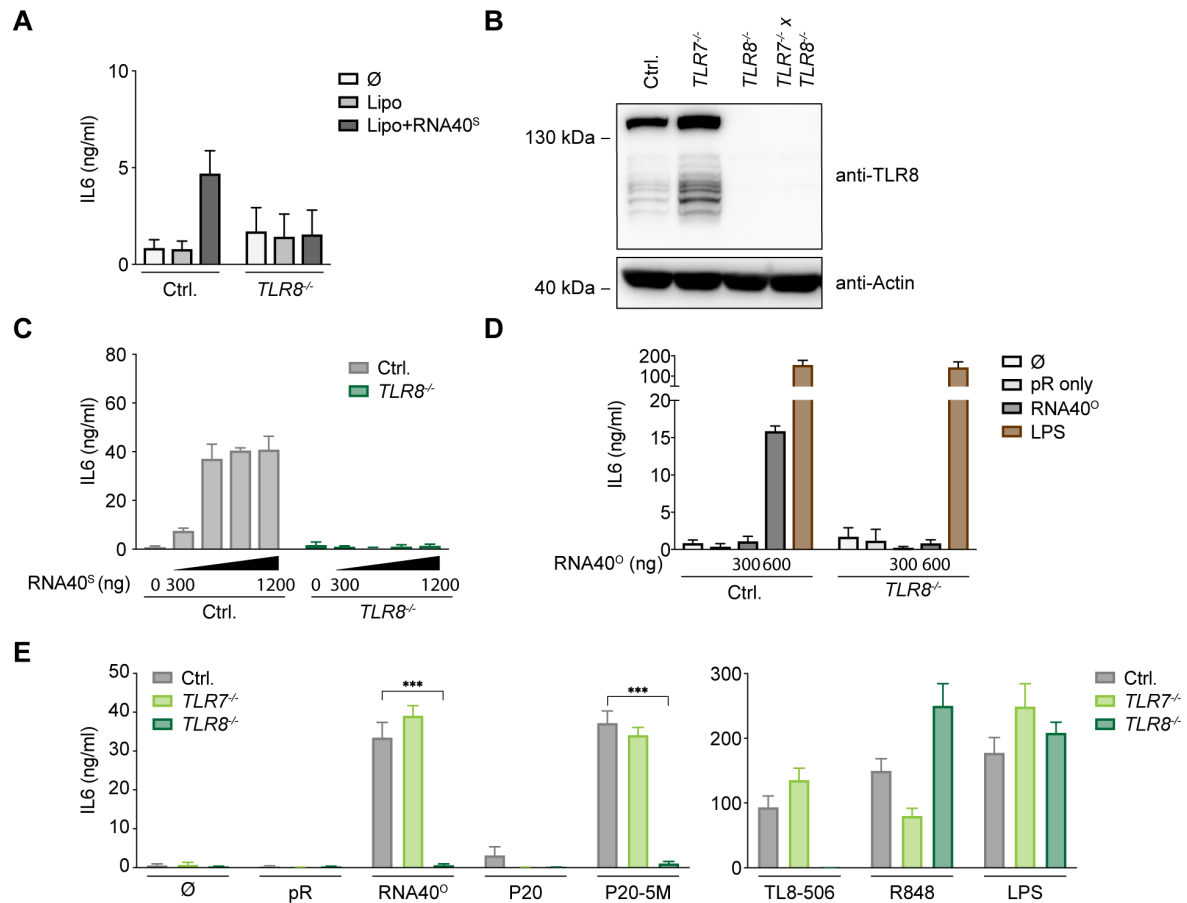 A
IL6 (ng/ml)
10
5
0
Ø
Lipo
Lipo+RNA40ˢ
Ctrl.
TLR8⁻/⁻
B
Ctrl.
TLR7⁻/⁻
TLR8⁻/⁻
TLR7⁻/⁻ x
TLR8⁻/⁻
130 kDa –
anti-TLR8
40 kDa –
anti-Actin
C
IL6 (ng/ml)
80
60
40
20
0
Ctrl.
TLR8⁻/⁻
RNA40ˢ (ng)
0 300 1200 0 300 1200
Ctrl. TLR8⁻/⁻
D
IL6 (ng/ml)
200
100
20
15
10
5
0
Ø
pR only
RNA40ᴼ
LPS
RNA40ᴼ (ng) 300 600 300 600
Ctrl. TLR8⁻/⁻
E
IL6 (ng/ml)
50
40
30
20
10
0
Ctrl.
TLR7⁻/⁻
TLR8⁻/⁻
*** ***
Ø pR RNA40ᴼ P20 P20-5M
300
200
100
0
Ctrl.
TLR7⁻/⁻
TLR8⁻/⁻
TL8-506 R848 LPS